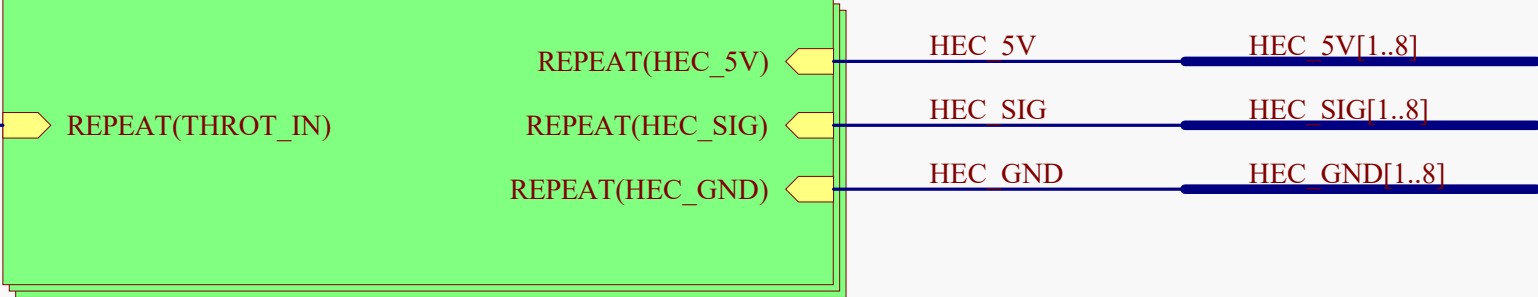 REPEAT(HEC_5V) HEC_5V HEC_5V[1..8]
REPEAT(THROT_IN) REPEAT(HEC_SIG) HEC_SIG HEC_SIG[1..8]
REPEAT(HEC_GND) HEC_GND HEC_GND[1..8]